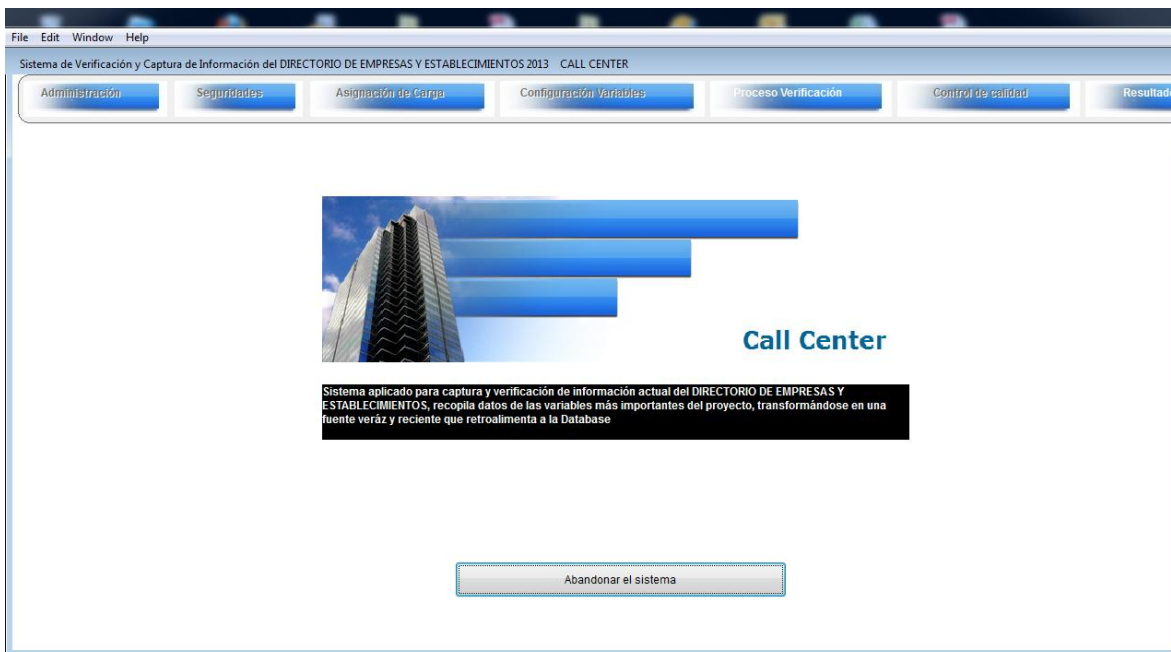 File Edit Window Help
Sistema de Verificación y Captura de Información del DIRECTORIO DE EMPRESAS Y ESTABLECIMIENTOS 2013 CALL CENTER
Administración Seguridades Asignación de Carga Configuración Variables Proceso Verificación Control de calidad Resultado
Call Center
Sistema aplicado para captura y verificación de información actual del DIRECTORIO DE EMPRESAS Y
ESTABLECIMIENTOS, recopila datos de las variables más importantes del proyecto, transformándose en una
fuente veráz y reciente que retroalimenta a la Database
Abandonar el sistema